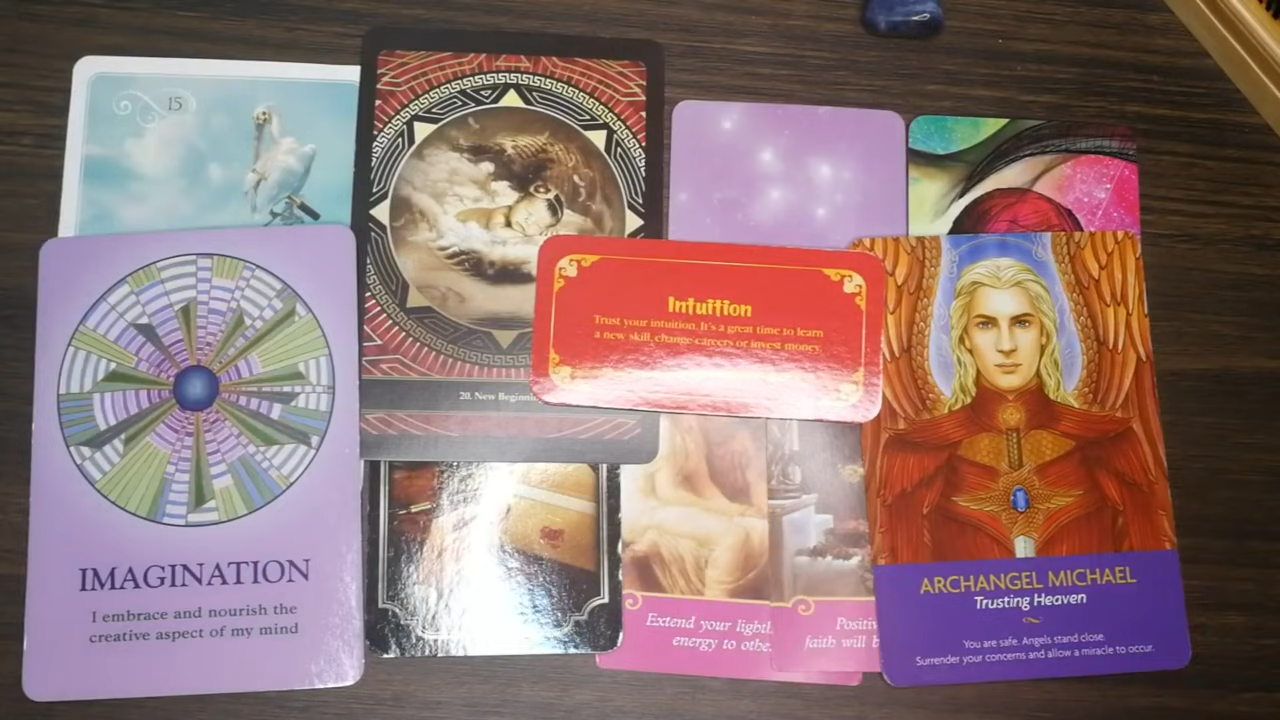 15
20. New Beginnin
Intuition
Trust your intuition. It's a great time to learn
a new skill, change careers or invest money.
IMAGINATION
I embrace and nourish the
creative aspect of my mind
Extend your light
energy to othe
Positiv
faith will b
ARCHANGEL MICHAEL
Trusting Heaven
You are safe. Angels stand close.
Surrender your concerns and allow a miracle to occur.